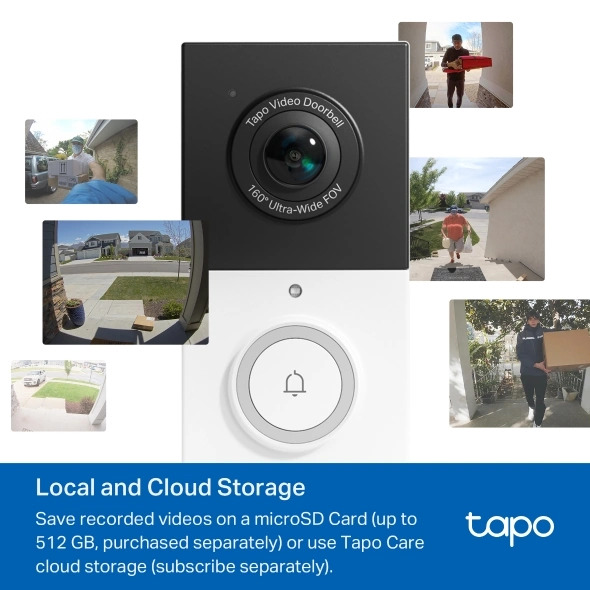 Tapo Video Doorbell
160° Ultra-Wide FOV
Local and Cloud Storage
Save recorded videos on a microSD Card (up to
512 GB, purchased separately) or use Tapo Care
cloud storage (subscribe separately).
tapo